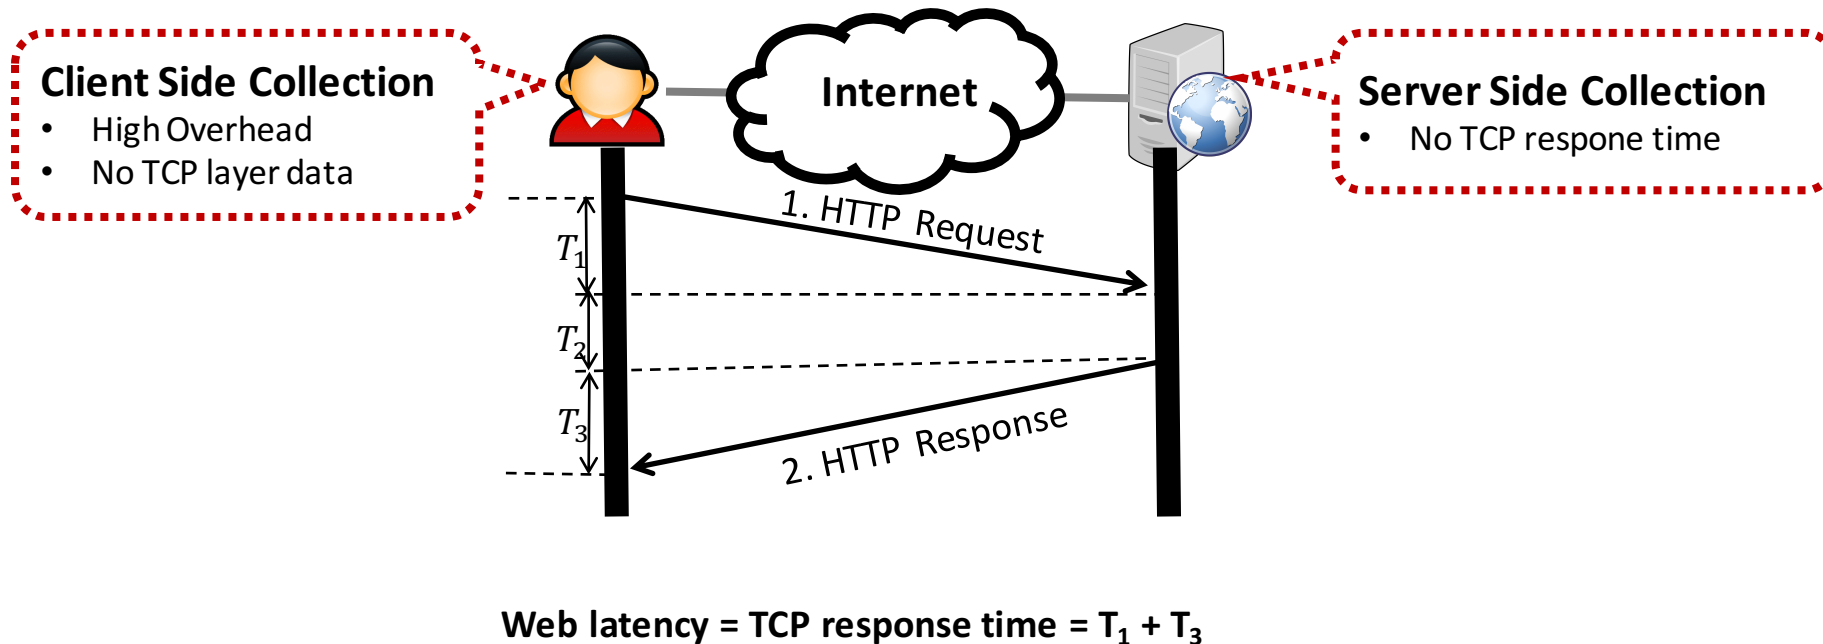 Client Side Collection
• High Overhead
• No TCP layer data
Internet
Server Side Collection
• No TCP respone time
1. HTTP Request
T₁
T₂
T₃
2. HTTP Response
Web latency = TCP response time = T₁ + T₃